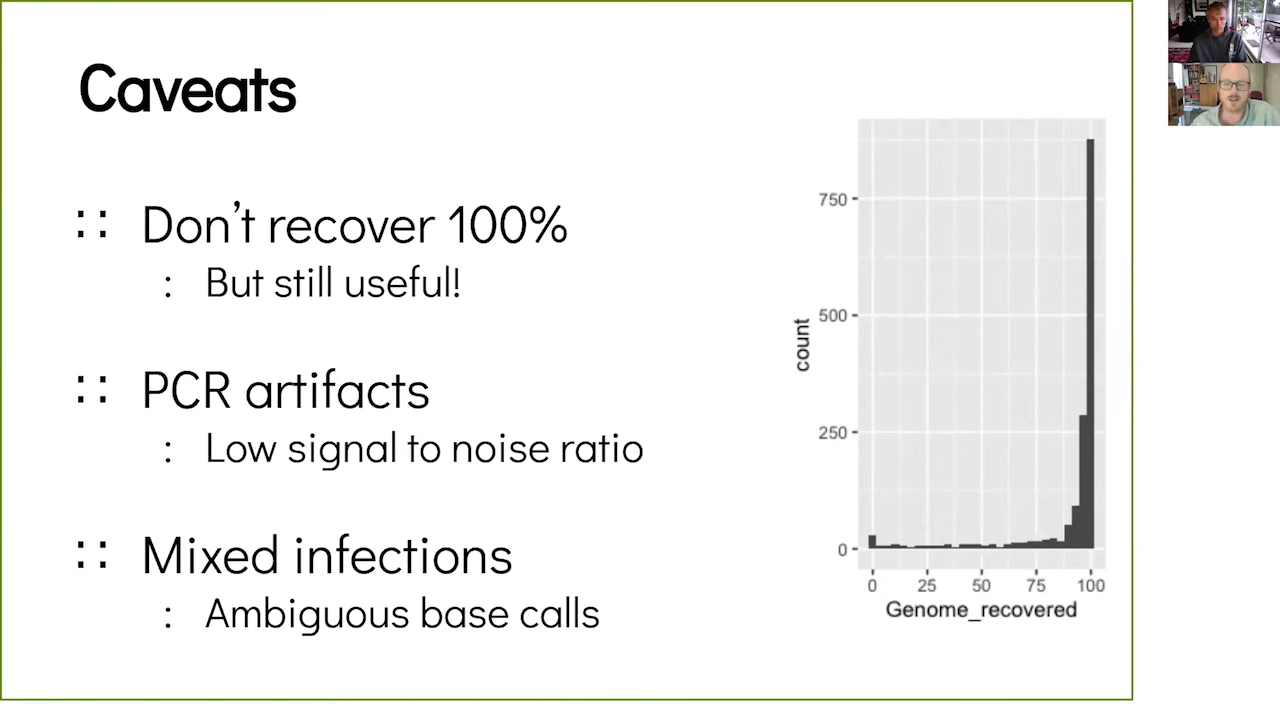 Caveats
:: Don't recover 100%
: But still useful!
:: PCR artifacts
: Low signal to noise ratio
:: Mixed infections
: Ambiguous base calls
count
750
500
250
0
0 25 50 75 100
Genome_recovered